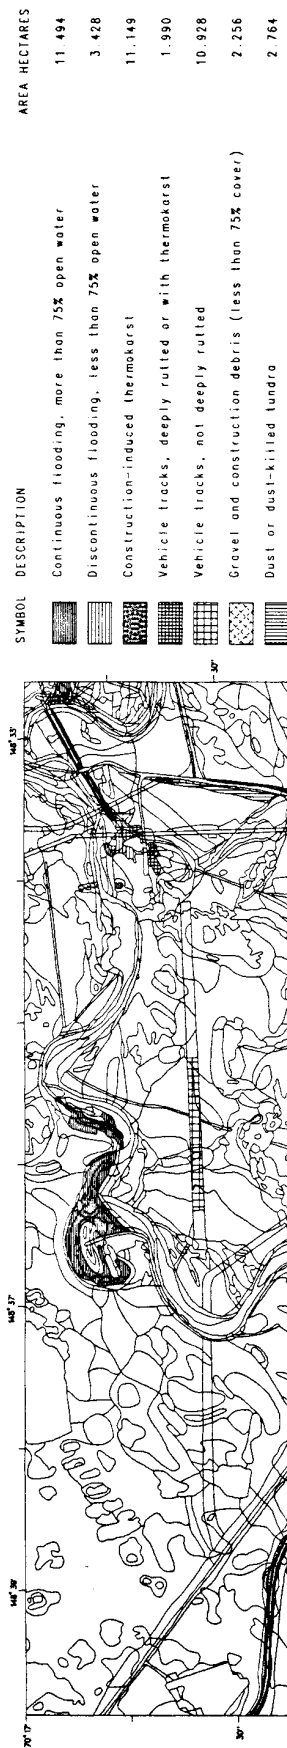 SYMBOL DESCRIPTION AREA HECTARES
Continuous flooding, more than 75% open water 11.494
Discontinuous flooding, less than 75% open water 3.428
Construction-induced thermokarst 11.149
Vehicle tracks, deeply rutted or with thermokarst 1.990
Vehicle tracks, not deeply rutted 10.928
Gravel and construction debris (less than 75% cover) 2.256
Dust or dust-killed tundra 2.764
70° 17'
148° 39'
148° 37'
148° 33'
30"
30"